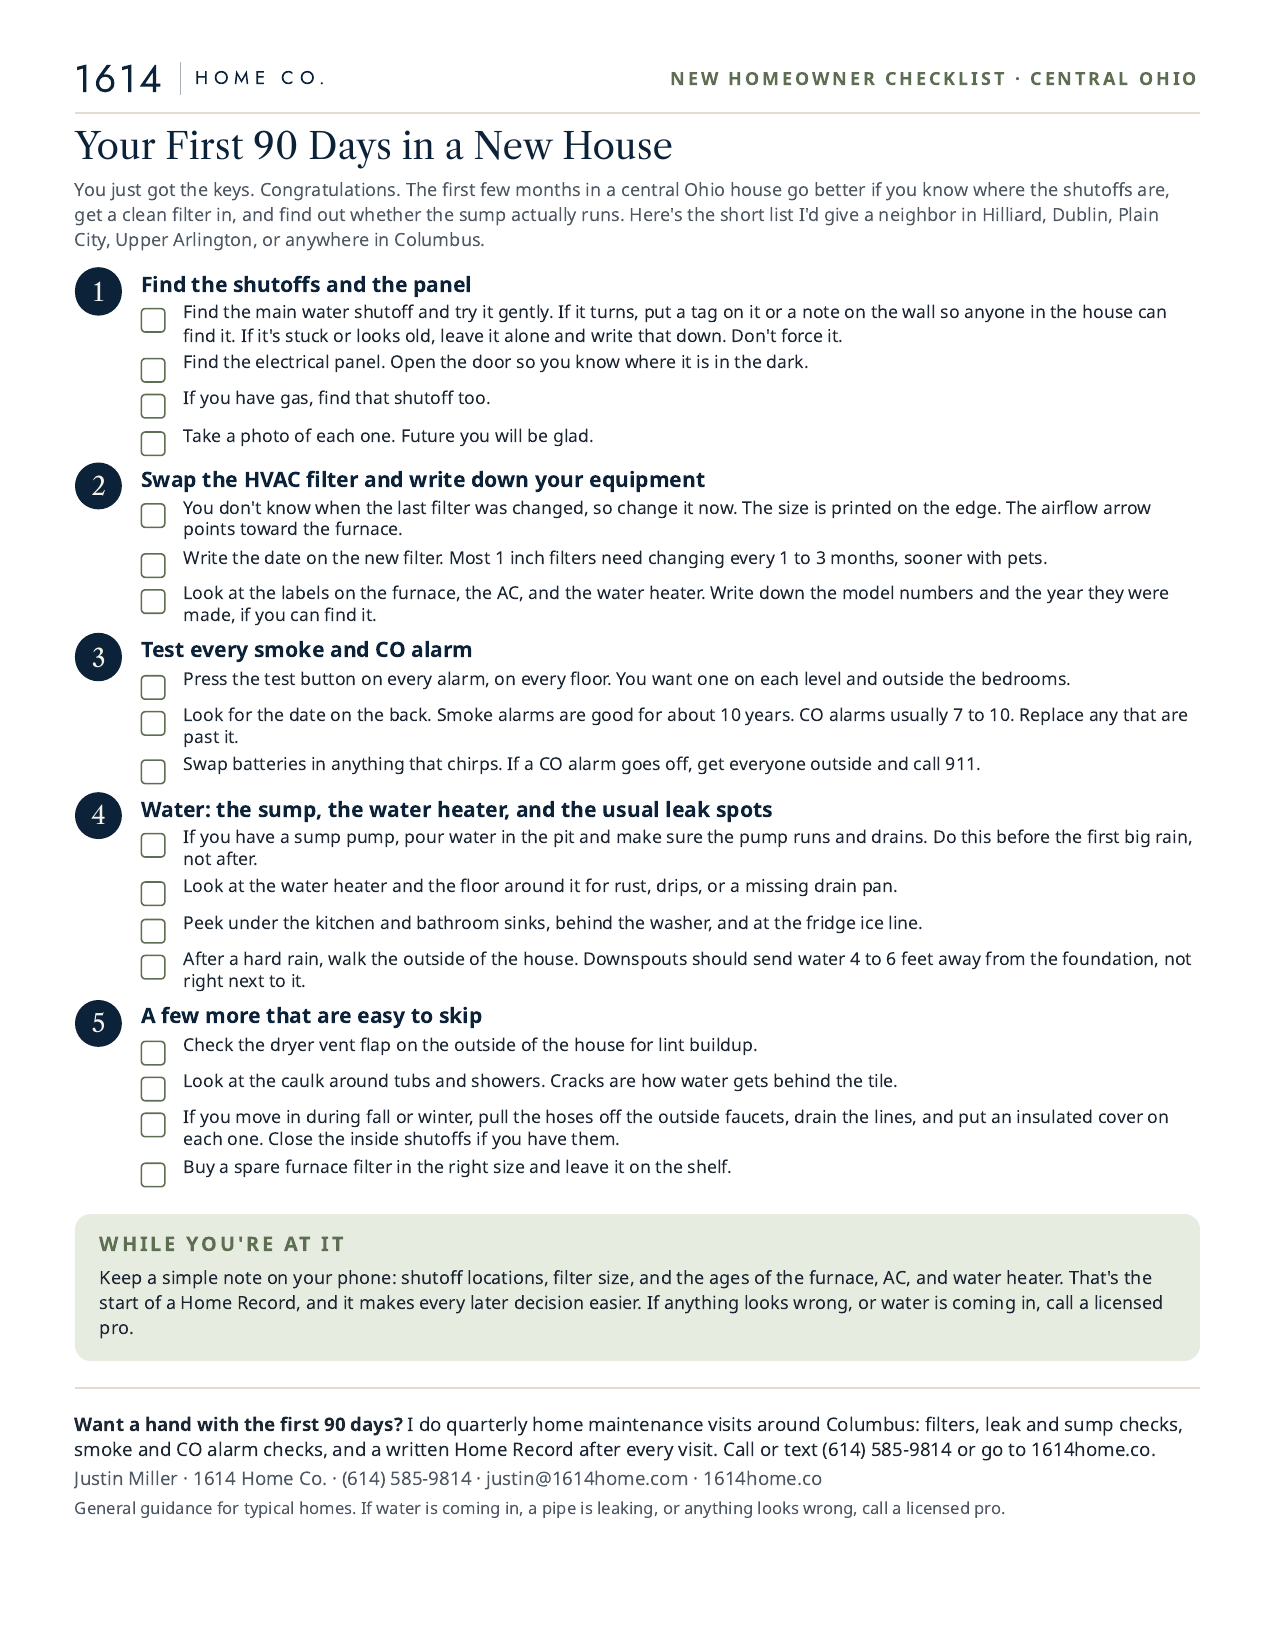 1614 | HOME CO.
NEW HOMEOWNER CHECKLIST · CENTRAL OHIO
Your First 90 Days in a New House
You just got the keys. Congratulations. The first few months in a central Ohio house go better if you know where the shutoffs are,
get a clean filter in, and find out whether the sump actually runs. Here's the short list I'd give a neighbor in Hilliard, Dublin, Plain
City, Upper Arlington, or anywhere in Columbus.
1 Find the shutoffs and the panel
Find the main water shutoff and try it gently. If it turns, put a tag on it or a note on the wall so anyone in the house can
find it. If it's stuck or looks old, leave it alone and write that down. Don't force it.
Find the electrical panel. Open the door so you know where it is in the dark.
If you have gas, find that shutoff too.
Take a photo of each one. Future you will be glad.
2 Swap the HVAC filter and write down your equipment
You don't know when the last filter was changed, so change it now. The size is printed on the edge. The airflow arrow
points toward the furnace.
Write the date on the new filter. Most 1 inch filters need changing every 1 to 3 months, sooner with pets.
Look at the labels on the furnace, the AC, and the water heater. Write down the model numbers and the year they were
made, if you can find it.
3 Test every smoke and CO alarm
Press the test button on every alarm, on every floor. You want one on each level and outside the bedrooms.
Look for the date on the back. Smoke alarms are good for about 10 years. CO alarms usually 7 to 10. Replace any that are
past it.
Swap batteries in anything that chirps. If a CO alarm goes off, get everyone outside and call 911.
4 Water: the sump, the water heater, and the usual leak spots
If you have a sump pump, pour water in the pit and make sure the pump runs and drains. Do this before the first big rain,
not after.
Look at the water heater and the floor around it for rust, drips, or a missing drain pan.
Peek under the kitchen and bathroom sinks, behind the washer, and at the fridge ice line.
After a hard rain, walk the outside of the house. Downspouts should send water 4 to 6 feet away from the foundation, not
right next to it.
5 A few more that are easy to skip
Check the dryer vent flap on the outside of the house for lint buildup.
Look at the caulk around tubs and showers. Cracks are how water gets behind the tile.
If you move in during fall or winter, pull the hoses off the outside faucets, drain the lines, and put an insulated cover on
each one. Close the inside shutoffs if you have them.
Buy a spare furnace filter in the right size and leave it on the shelf.
WHILE YOU'RE AT IT
Keep a simple note on your phone: shutoff locations, filter size, and the ages of the furnace, AC, and water heater. That's the
start of a Home Record, and it makes every later decision easier. If anything looks wrong, or water is coming in, call a licensed
pro.
Want a hand with the first 90 days? I do quarterly home maintenance visits around Columbus: filters, leak and sump checks,
smoke and CO alarm checks, and a written Home Record after every visit. Call or text (614) 585-9814 or go to 1614home.co.
Justin Miller · 1614 Home Co. · (614) 585-9814 · justin@1614home.com · 1614home.co
General guidance for typical homes. If water is coming in, a pipe is leaking, or anything looks wrong, call a licensed pro.